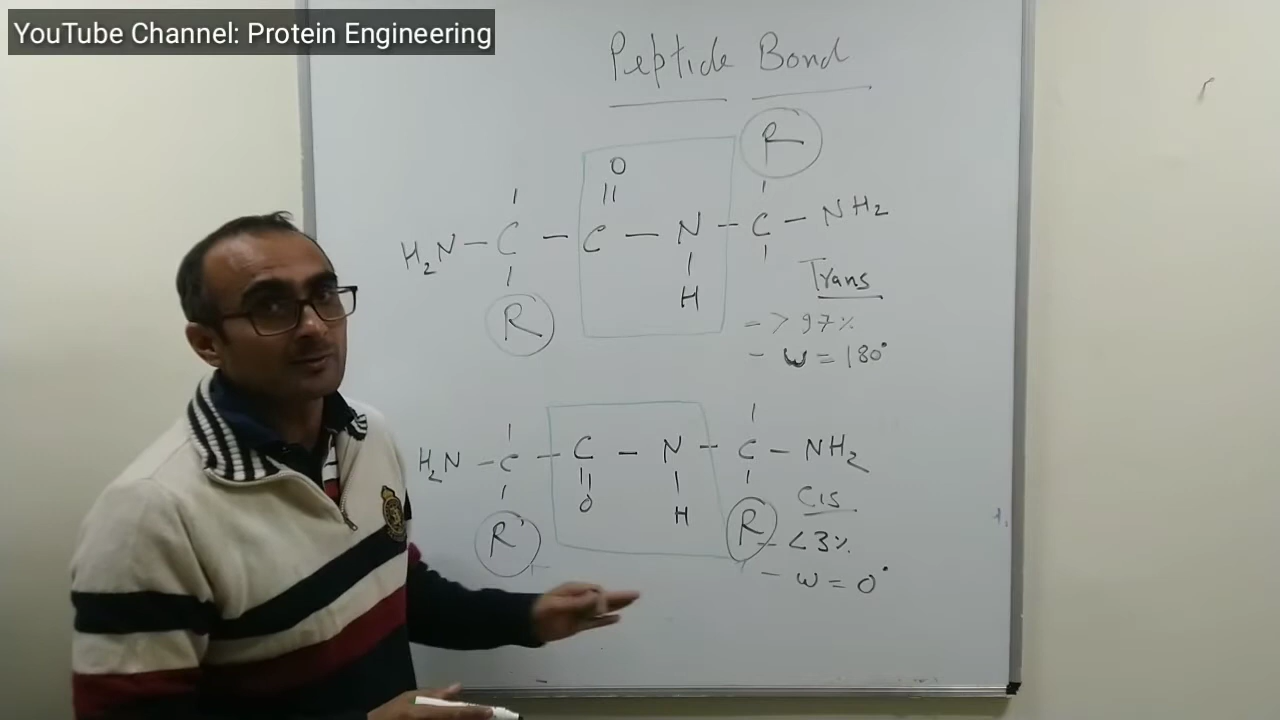 YouTube Channel: Protein Engineering
Peptide Bond
R
O
H2N - C - C - N - C - NH2
H
R
Trans
- > 97%
- ω = 180°
H2N - C - C - N - C - NH2
O
H
R'
R
Cis
- < 3%
- ω = 0°